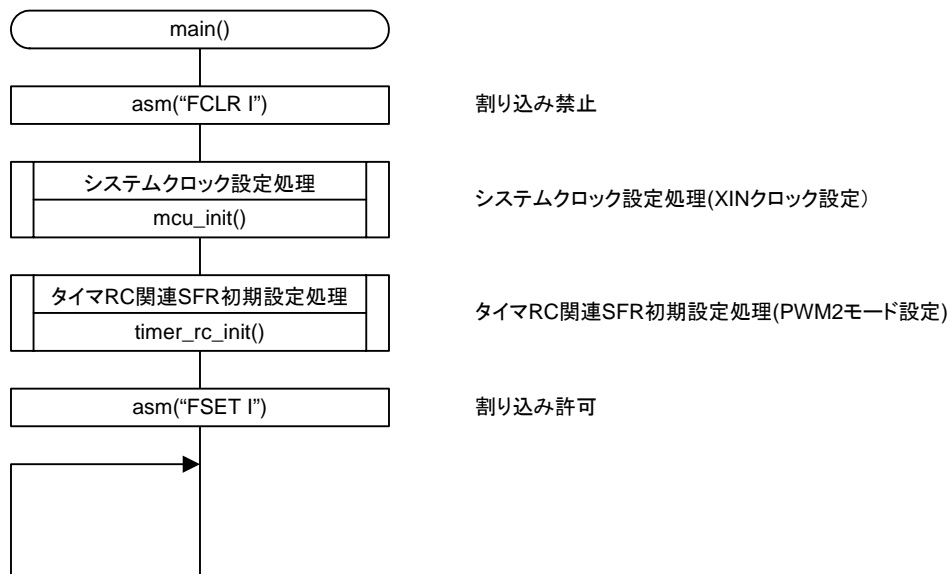 main()
asm(“FCLR I”) 割り込み禁止
システムクロック設定処理
mcu_init()
システムクロック設定処理(XINクロック設定）
タイマRC関連SFR初期設定処理
timer_rc_init()
タイマRC関連SFR初期設定処理(PWM2モード設定)
asm(“FSET I”) 割り込み許可